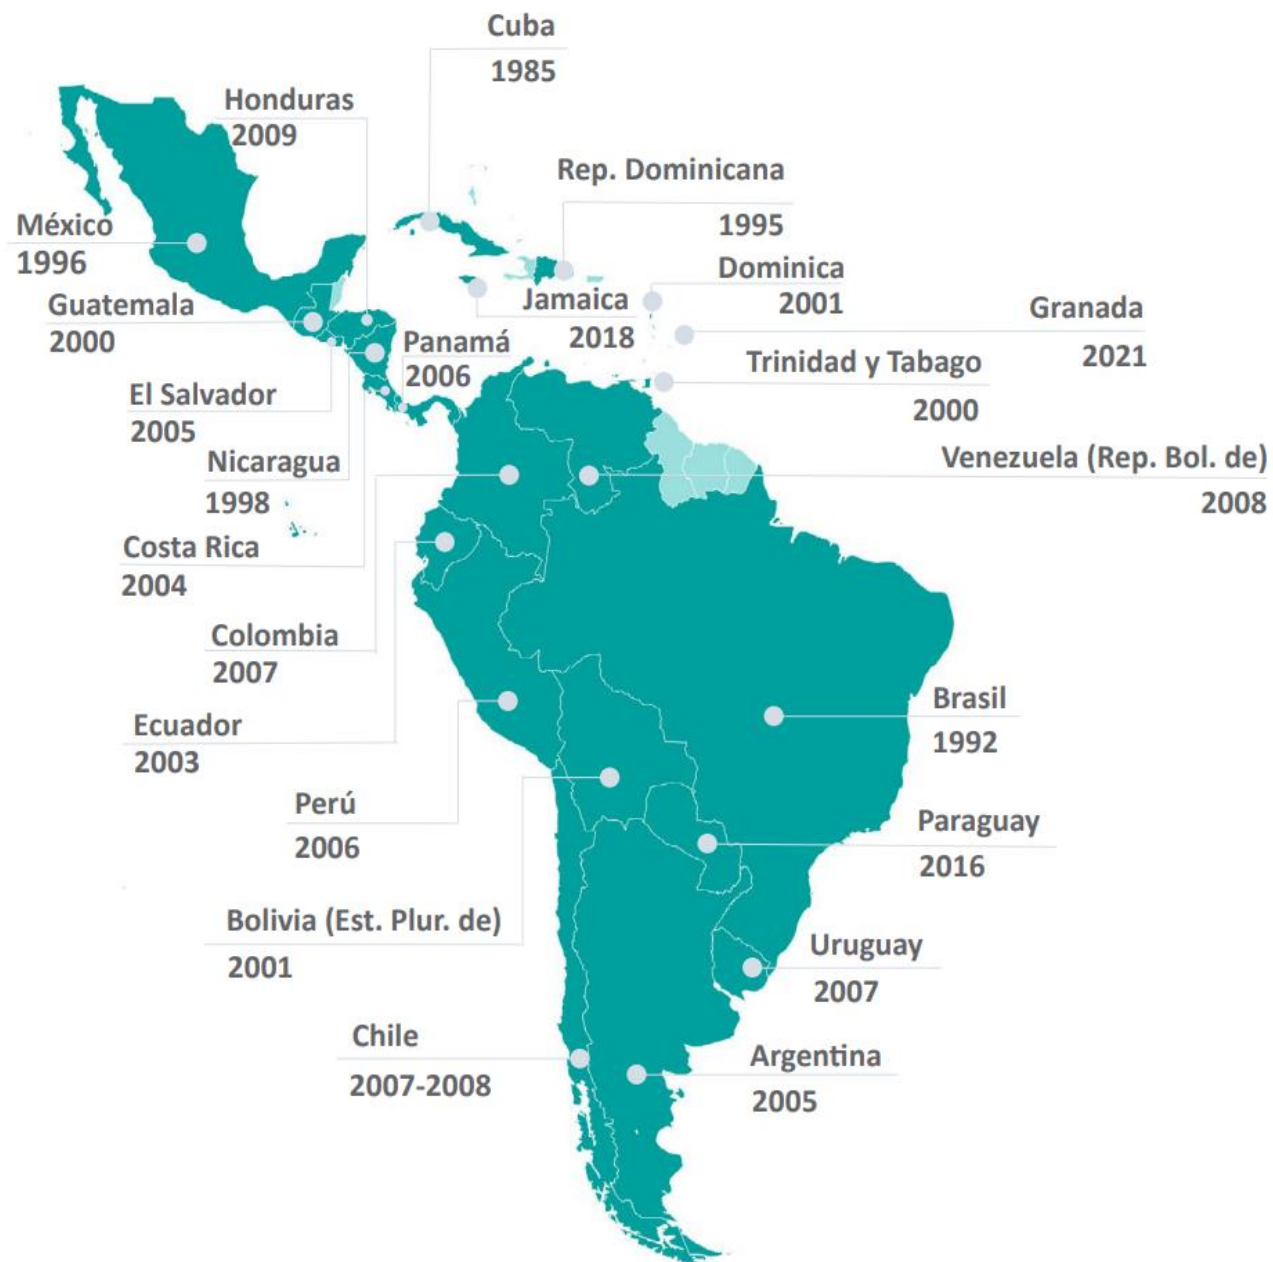 Cuba
1985
Honduras
2009
Rep. Dominicana
1995
México
1996
Dominica
2001
Guatemala
2000
Jamaica
2018
Granada
2021
Panamá
2006
Trinidad y Tabago
2000
El Salvador
2005
Nicaragua
1998
Venezuela (Rep. Bol. de)
2008
Costa Rica
2004
Colombia
2007
Ecuador
2003
Brasil
1992
Perú
2006
Paraguay
2016
Bolivia (Est. Plur. de)
2001
Uruguay
2007
Chile
2007-2008
Argentina
2005